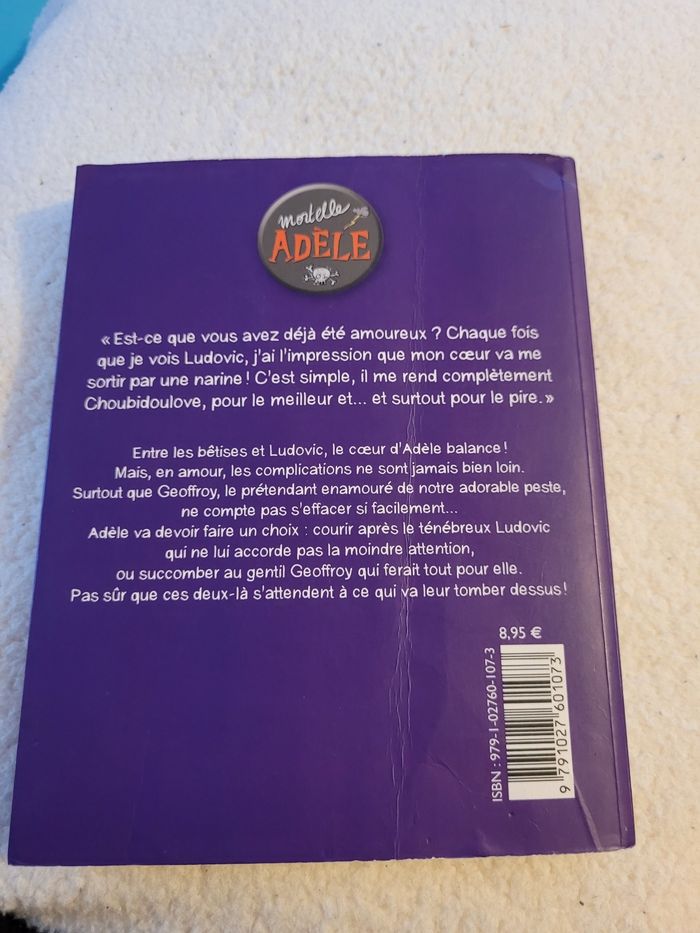 mortelle
ADÈLE
« Est-ce que vous avez déjà été amoureux ? Chaque fois
que je vois Ludovic, j'ai l'impression que mon cœur va me
sortir par une narine ! C'est simple, il me rend complètement
Choubidoulove, pour le meilleur et... et surtout pour le pire. »
Entre les bêtises et Ludovic, le cœur d'Adèle balance !
Mais, en amour, les complications ne sont jamais bien loin.
Surtout que Geoffroy, le prétendant enamouré de notre adorable peste,
ne compte pas s'effacer si facilement...
Adèle va devoir faire un choix : courir après le ténébreux Ludovic
qui ne lui accorde pas la moindre attention,
ou succomber au gentil Geoffroy qui ferait tout pour elle.
Pas sûr que ces deux-là s'attendent à ce qui va leur tomber dessus !
8,95 €
ISBN : 979-1-02760-107-3
9 791027 601073